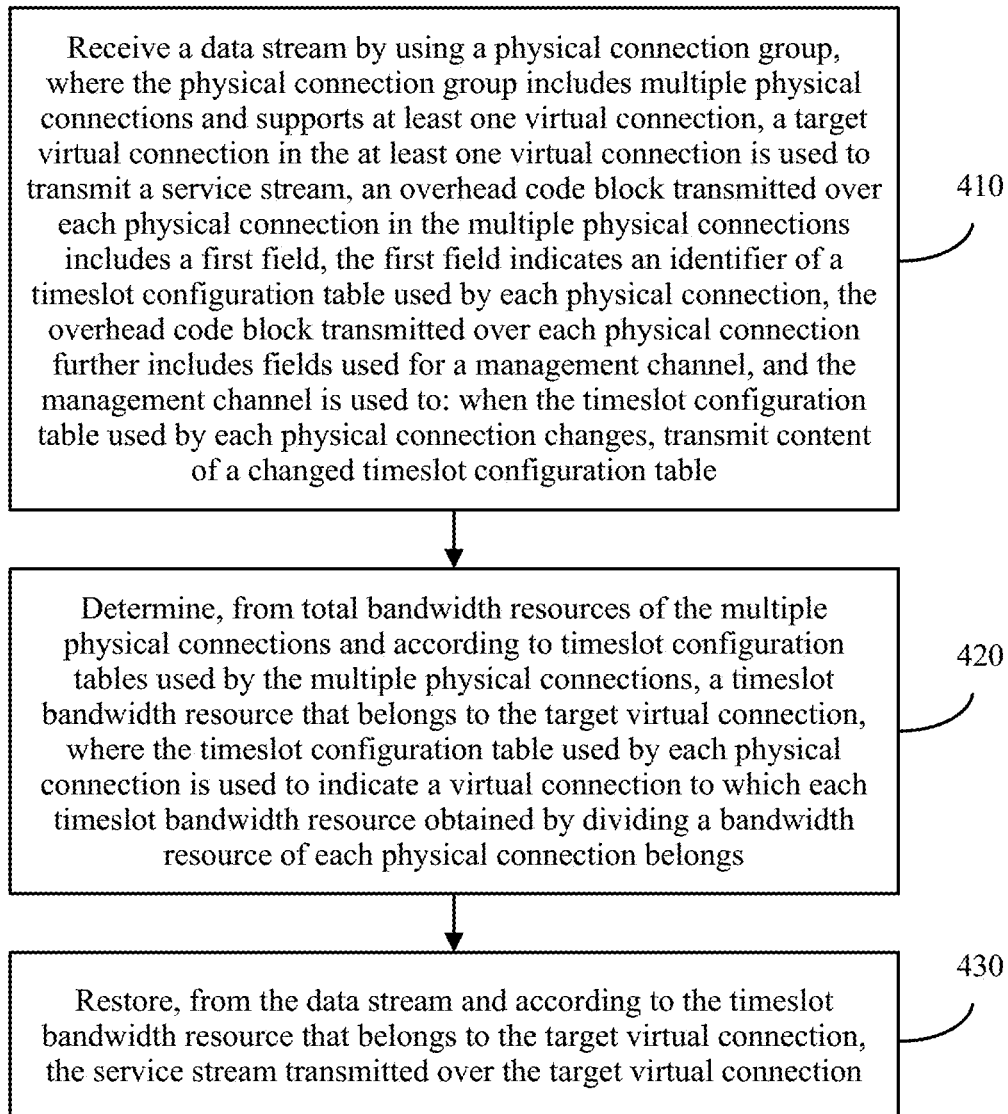 Receive a data stream by using a physical connection group,
where the physical connection group includes multiple physical
connections and supports at least one virtual connection, a target
virtual connection in the at least one virtual connection is used to
transmit a service stream, an overhead code block transmitted over
each physical connection in the multiple physical connections
includes a first field, the first field indicates an identifier of a
timeslot configuration table used by each physical connection, the
overhead code block transmitted over each physical connection
further includes fields used for a management channel, and the
management channel is used to: when the timeslot configuration
table used by each physical connection changes, transmit content
of a changed timeslot configuration table
410
Determine, from total bandwidth resources of the multiple
physical connections and according to timeslot configuration
tables used by the multiple physical connections, a timeslot
bandwidth resource that belongs to the target virtual connection,
where the timeslot configuration table used by each physical
connection is used to indicate a virtual connection to which each
timeslot bandwidth resource obtained by dividing a bandwidth
resource of each physical connection belongs
420
Restore, from the data stream and according to the timeslot
bandwidth resource that belongs to the target virtual connection,
the service stream transmitted over the target virtual connection
430